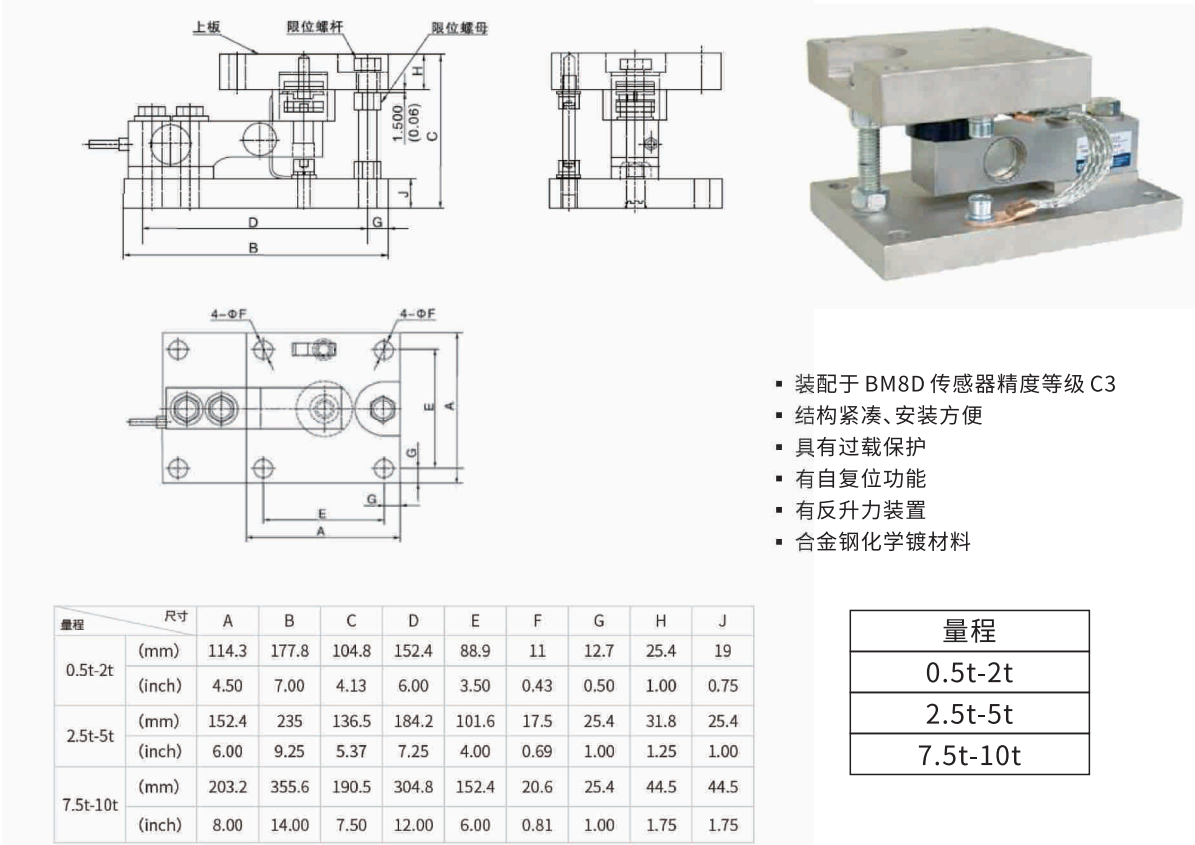 上板
限位螺杆
限位螺母
H
1.500
(0.06)
C
J
D
G
B
4-ΦF
4-ΦF
E
A
G
G
E
A
▪ 装配于 BM8D 传感器精度等级 C3
▪ 结构紧凑、安装方便
▪ 具有过载保护
▪ 有自复位功能
▪ 有反升力装置
▪ 合金钢化学镀材料
量程 尺寸 A B C D E F G H J
0.5t-2t (mm) 114.3 177.8 104.8 152.4 88.9 11 12.7 25.4 19
(inch) 4.50 7.00 4.13 6.00 3.50 0.43 0.50 1.00 0.75
2.5t-5t (mm) 152.4 235 136.5 184.2 101.6 17.5 25.4 31.8 25.4
(inch) 6.00 9.25 5.37 7.25 4.00 0.69 1.00 1.25 1.00
7.5t-10t (mm) 203.2 355.6 190.5 304.8 152.4 20.6 25.4 44.5 44.5
(inch) 8.00 14.00 7.50 12.00 6.00 0.81 1.00 1.75 1.75
量程
0.5t-2t
2.5t-5t
7.5t-10t